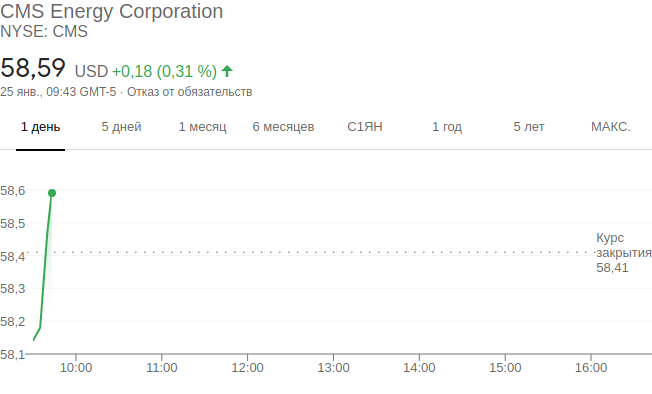 CMS Energy Corporation
NYSE: CMS
58,59 USD +0,18 (0,31 %)
25 янв., 09:43 GMT-5 · Отказ от обязательств
1 день 5 дней 1 месяц 6 месяцев С1ЯН 1 год 5 лет МАКС.
58,6
58,5
58,4
58,3
58,2
58,1
Курс
закрытия
58,41
10:00 11:00 12:00 13:00 14:00 15:00 16:00